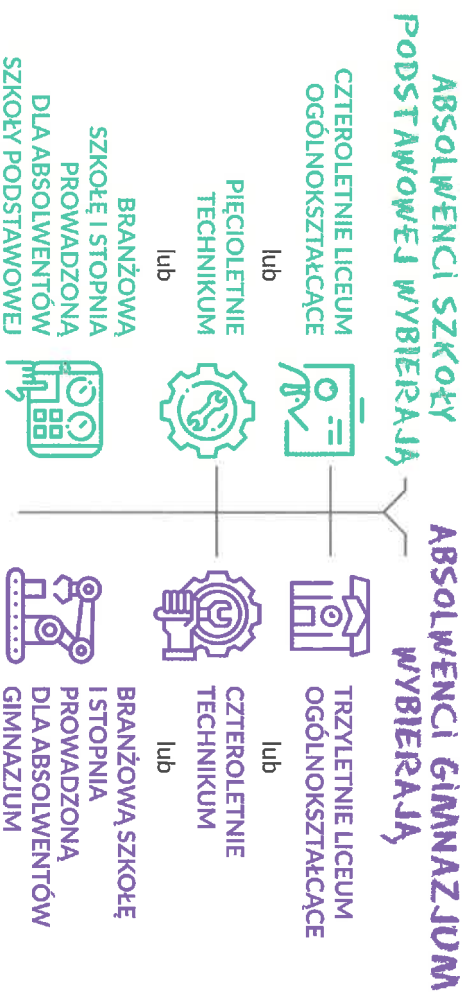 ABSOLWENCI SZKOŁY
PODSTAWOWEJ WYBIERAJĄ
CZTEROLETNIE LICEUM
OGÓLNOKSZTAŁCĄCE
lub
PIĘCIOLETNIE
TECHNIKUM
lub
BRANŻOWĄ
SZKOŁĘ I STOPNIA
PROWADZONĄ
DLA ABSOLWENTÓW
SZKOŁY PODSTAWOWEJ
ABSOLWENCI GIMNAZJUM
WYBIERAJĄ
TRZYLETNIE LICEUM
OGÓLNOKSZTAŁCĄCE
lub
CZTEROLETNIE
TECHNIKUM
lub
BRANŻOWĄ SZKOŁĘ
I STOPNIA
PROWADZONĄ
DLA ABSOLWENTÓW
GIMNAZJUM